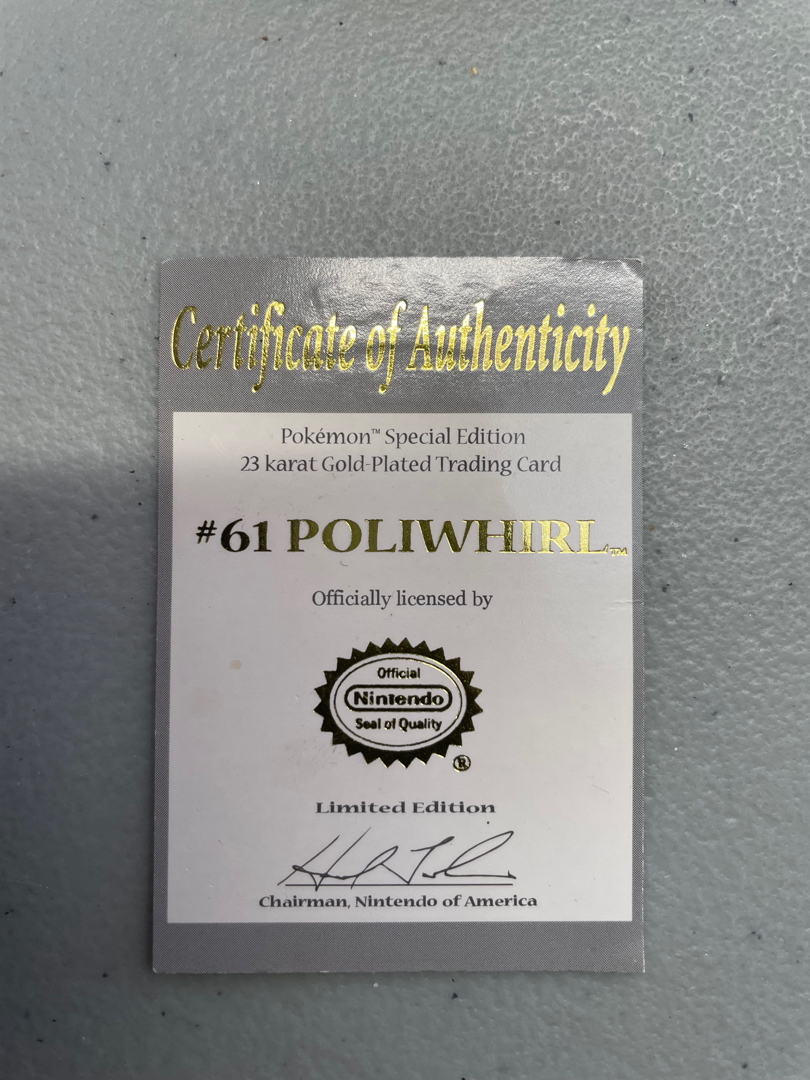 Certificate of Authenticity
Pokémon™ Special Edition
23 karat Gold-Plated Trading Card
#61 POLIWHIRL™
Officially licensed by
Official
Nintendo
Seal of Quality
®
Limited Edition
Chairman, Nintendo of America